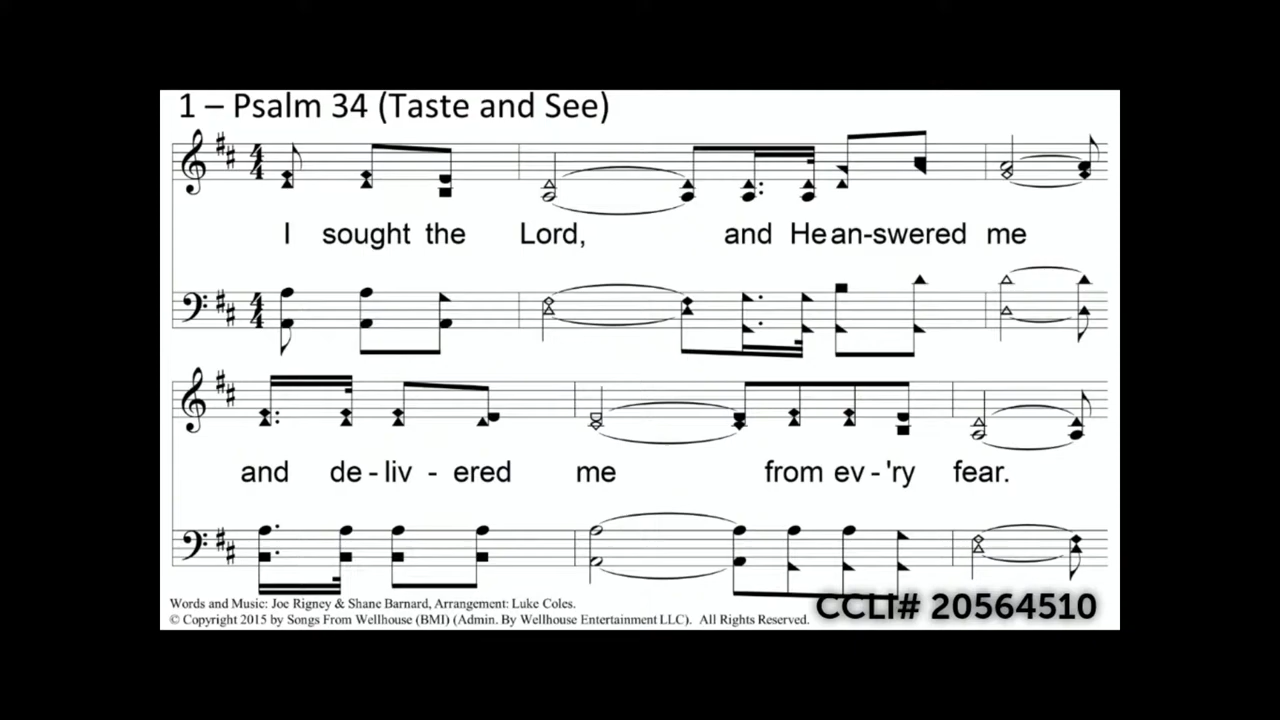 1 – Psalm 34 (Taste and See)
I sought the Lord, and He an-swered me
and de-liv-ered me from ev-'ry fear.
Words and Music: Joe Rigney & Shane Barnard, Arrangement: Luke Coles.
© Copyright 2015 by Songs From Wellhouse (BMI) (Admin. By Wellhouse Entertainment LLC). All Rights Reserved.
CCLI# 20564510